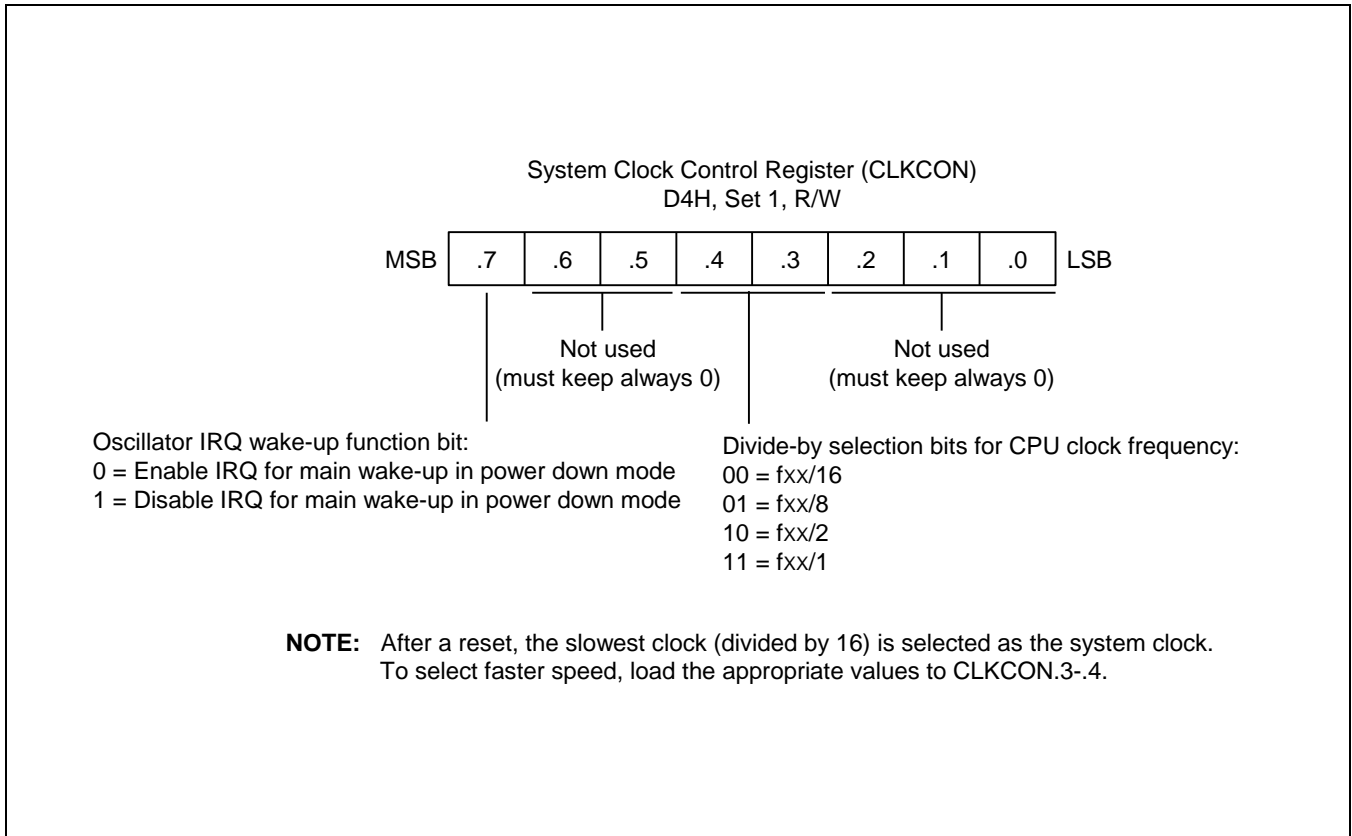 System Clock Control Register (CLKCON)
D4H, Set 1, R/W
MSB .7 .6 .5 .4 .3 .2 .1 .0 LSB
Not used
(must keep always 0)
Not used
(must keep always 0)
Oscillator IRQ wake-up function bit:
0 = Enable IRQ for main wake-up in power down mode
1 = Disable IRQ for main wake-up in power down mode
Divide-by selection bits for CPU clock frequency:
00 = fxx/16
01 = fxx/8
10 = fxx/2
11 = fxx/1
NOTE: After a reset, the slowest clock (divided by 16) is selected as the system clock.
To select faster speed, load the appropriate values to CLKCON.3-.4.